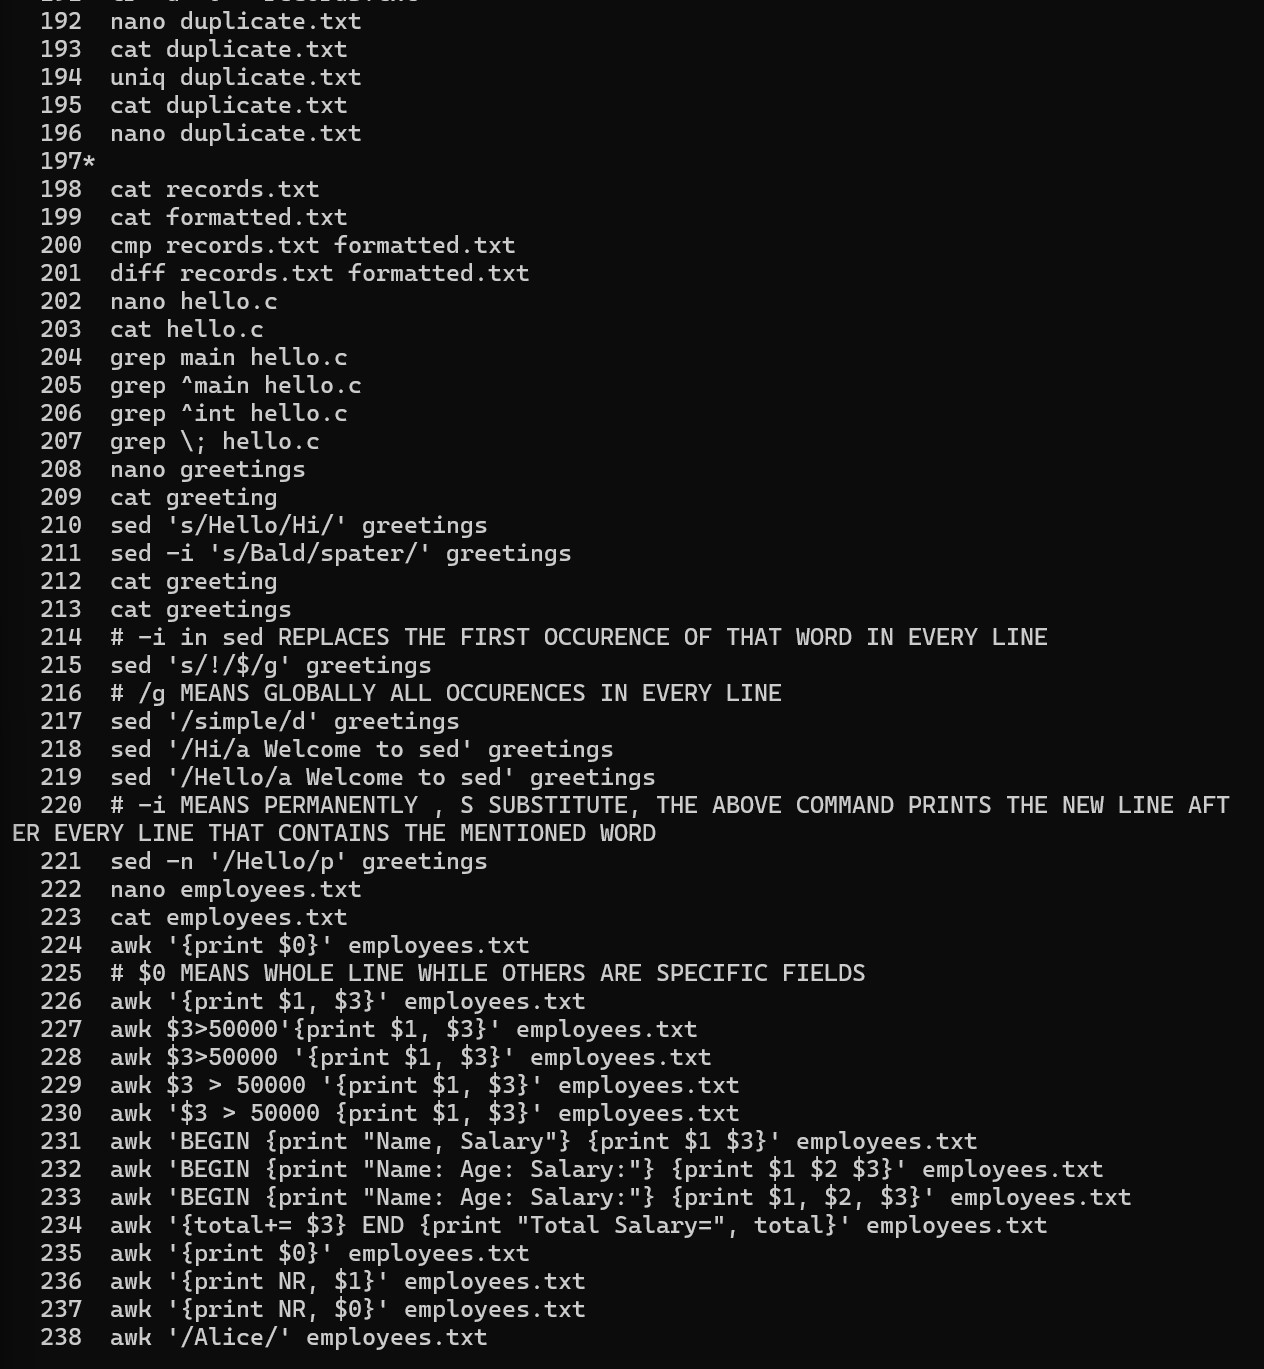 192 nano duplicate.txt
193 cat duplicate.txt
194 uniq duplicate.txt
195 cat duplicate.txt
196 nano duplicate.txt
197*
198 cat records.txt
199 cat formatted.txt
200 cmp records.txt formatted.txt
201 diff records.txt formatted.txt
202 nano hello.c
203 cat hello.c
204 grep main hello.c
205 grep ^main hello.c
206 grep ^int hello.c
207 grep \; hello.c
208 nano greetings
209 cat greeting
210 sed 's/Hello/Hi/' greetings
211 sed -i 's/Bald/spater/' greetings
212 cat greeting
213 cat greetings
214 # -i in sed REPLACES THE FIRST OCCURENCE OF THAT WORD IN EVERY LINE
215 sed 's/!/$/g' greetings
216 # /g MEANS GLOBALLY ALL OCCURENCES IN EVERY LINE
217 sed '/simple/d' greetings
218 sed '/Hi/a Welcome to sed' greetings
219 sed '/Hello/a Welcome to sed' greetings
220 # -i MEANS PERMANENTLY , S SUBSTITUTE, THE ABOVE COMMAND PRINTS THE NEW LINE AFT
ER EVERY LINE THAT CONTAINS THE MENTIONED WORD
221 sed -n '/Hello/p' greetings
222 nano employees.txt
223 cat employees.txt
224 awk '{print $0}' employees.txt
225 # $0 MEANS WHOLE LINE WHILE OTHERS ARE SPECIFIC FIELDS
226 awk '{print $1, $3}' employees.txt
227 awk $3>50000'{print $1, $3}' employees.txt
228 awk $3>50000 '{print $1, $3}' employees.txt
229 awk $3 > 50000 '{print $1, $3}' employees.txt
230 awk '$3 > 50000 {print $1, $3}' employees.txt
231 awk 'BEGIN {print "Name, Salary"} {print $1 $3}' employees.txt
232 awk 'BEGIN {print "Name: Age: Salary:"} {print $1 $2 $3}' employees.txt
233 awk 'BEGIN {print "Name: Age: Salary:"} {print $1, $2, $3}' employees.txt
234 awk '{total+= $3} END {print "Total Salary=", total}' employees.txt
235 awk '{print $0}' employees.txt
236 awk '{print NR, $1}' employees.txt
237 awk '{print NR, $0}' employees.txt
238 awk '/Alice/' employees.txt